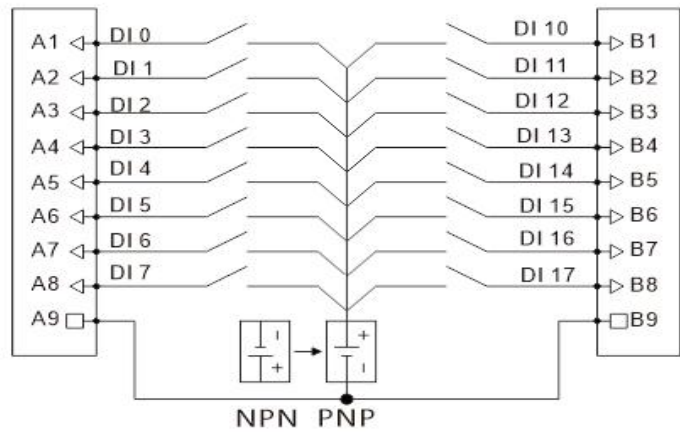 A1 DI 0 DI 10 B1
A2 DI 1 DI 11 B2
A3 DI 2 DI 12 B3
A4 DI 3 DI 13 B4
A5 DI 4 DI 14 B5
A6 DI 5 DI 15 B6
A7 DI 6 DI 16 B7
A8 DI 7 DI 17 B8
A9 B9
- +
+ -
NPN PNP